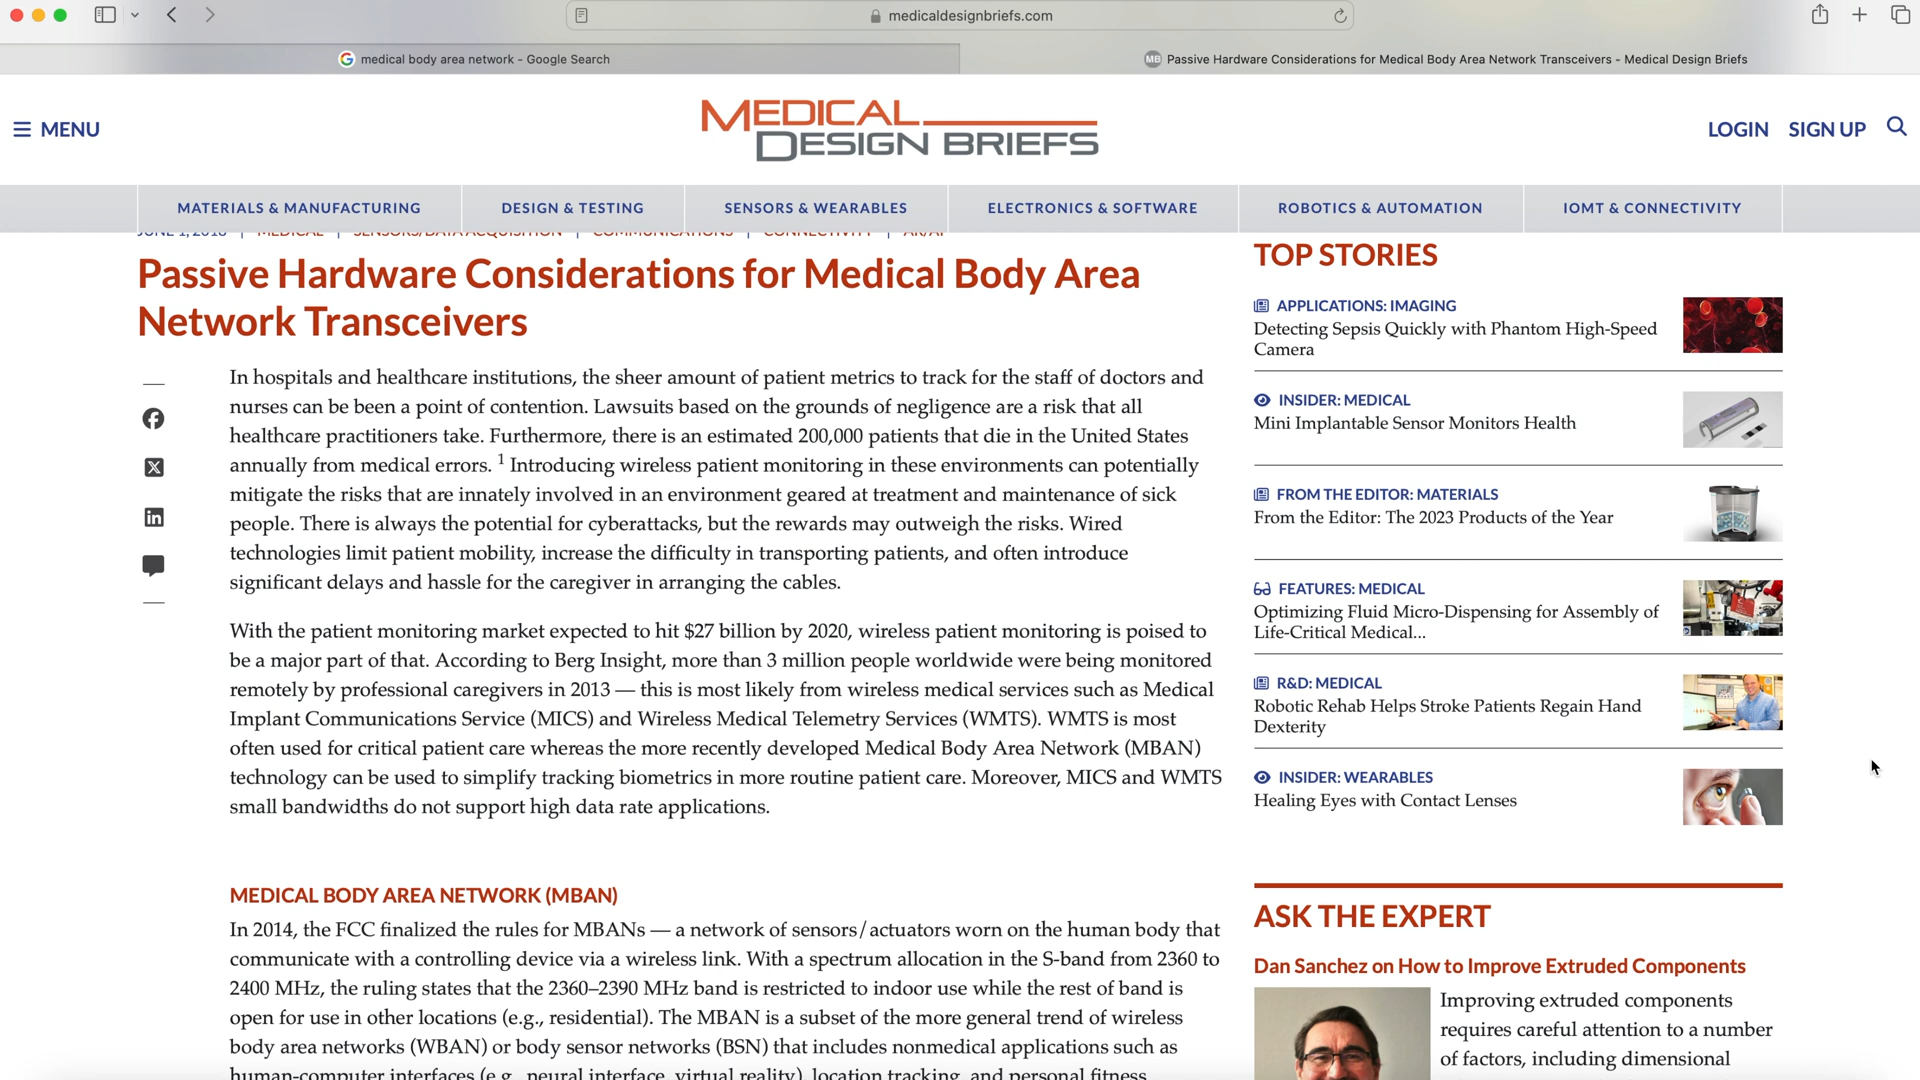 medicaldesignbriefs.com
medical body area network - Google Search
MB Passive Hardware Considerations for Medical Body Area Network Transceivers - Medical Design Briefs
MENU
MEDICAL
DESIGN BRIEFS
LOGIN SIGN UP
MATERIALS & MANUFACTURING
DESIGN & TESTING
SENSORS & WEARABLES
ELECTRONICS & SOFTWARE
ROBOTICS & AUTOMATION
IOMT & CONNECTIVITY
JUNE 1, 2018 | MEDICAL | SENSORS/DATA ACQUISITION | COMMUNICATIONS | CONNECTIVITY | AR/AI
Passive Hardware Considerations for Medical Body Area
Network Transceivers
In hospitals and healthcare institutions, the sheer amount of patient metrics to track for the staff of doctors and
nurses can be been a point of contention. Lawsuits based on the grounds of negligence are a risk that all
healthcare practitioners take. Furthermore, there is an estimated 200,000 patients that die in the United States
annually from medical errors. 1 Introducing wireless patient monitoring in these environments can potentially
mitigate the risks that are innately involved in an environment geared at treatment and maintenance of sick
people. There is always the potential for cyberattacks, but the rewards may outweigh the risks. Wired
technologies limit patient mobility, increase the difficulty in transporting patients, and often introduce
significant delays and hassle for the caregiver in arranging the cables.
With the patient monitoring market expected to hit $27 billion by 2020, wireless patient monitoring is poised to
be a major part of that. According to Berg Insight, more than 3 million people worldwide were being monitored
remotely by professional caregivers in 2013 — this is most likely from wireless medical services such as Medical
Implant Communications Service (MICS) and Wireless Medical Telemetry Services (WMTS). WMTS is most
often used for critical patient care whereas the more recently developed Medical Body Area Network (MBAN)
technology can be used to simplify tracking biometrics in more routine patient care. Moreover, MICS and WMTS
small bandwidths do not support high data rate applications.
MEDICAL BODY AREA NETWORK (MBAN)
In 2014, the FCC finalized the rules for MBANs — a network of sensors/actuators worn on the human body that
communicate with a controlling device via a wireless link. With a spectrum allocation in the S-band from 2360 to
2400 MHz, the ruling states that the 2360–2390 MHz band is restricted to indoor use while the rest of band is
open for use in other locations (e.g., residential). The MBAN is a subset of the more general trend of wireless
body area networks (WBAN) or body sensor networks (BSN) that includes nonmedical applications such as
human-computer interfaces (e.g., neural interface, virtual reality), location tracking, and personal fitness
TOP STORIES
APPLICATIONS: IMAGING
Detecting Sepsis Quickly with Phantom High-Speed
Camera
INSIDER: MEDICAL
Mini Implantable Sensor Monitors Health
FROM THE EDITOR: MATERIALS
From the Editor: The 2023 Products of the Year
FEATURES: MEDICAL
Optimizing Fluid Micro-Dispensing for Assembly of
Life-Critical Medical...
R&D: MEDICAL
Robotic Rehab Helps Stroke Patients Regain Hand
Dexterity
INSIDER: WEARABLES
Healing Eyes with Contact Lenses
ASK THE EXPERT
Dan Sanchez on How to Improve Extruded Components
Improving extruded components
requires careful attention to a number
of factors, including dimensional